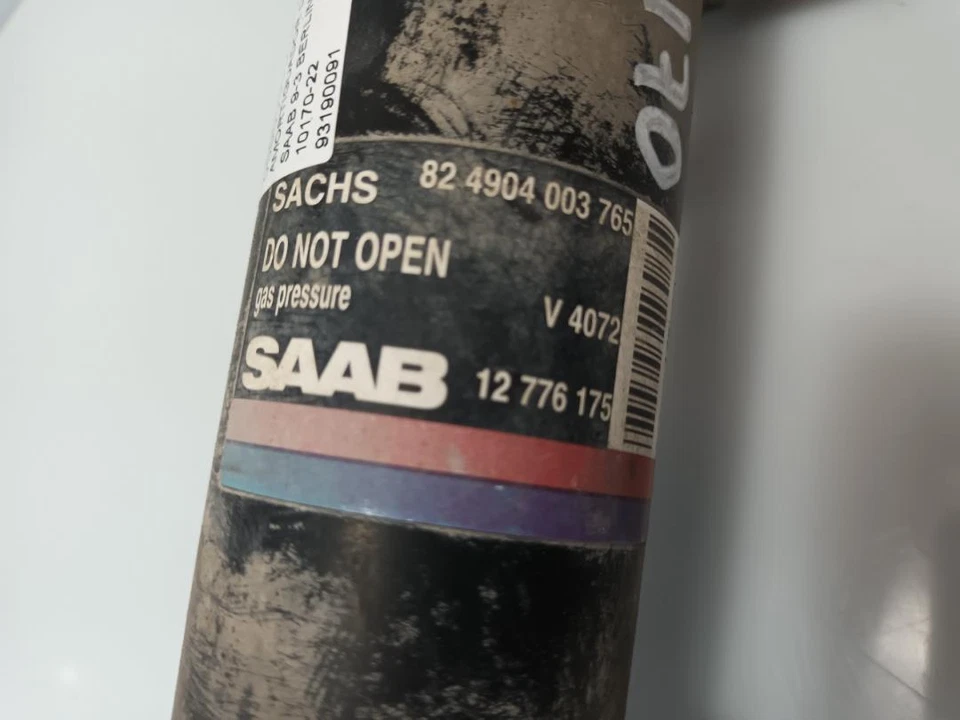 SAAB 9-3 BERLIN
10170-22
93190091
SACHS 82 4904 003 765
DO NOT OPEN
gas pressure V 4072
SAAB 12 776 175